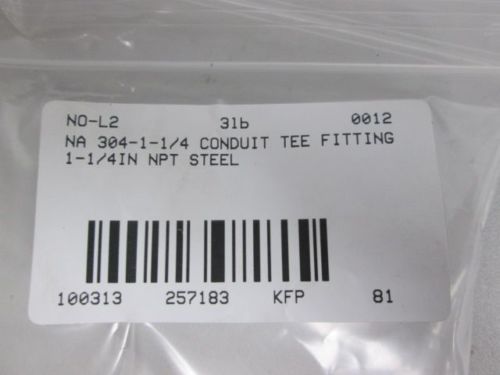 NO-L2 3lb 0012
NA 304-1-1/4 CONDUIT TEE FITTING
1-1/4IN NPT STEEL
100313 257183 KFP 81